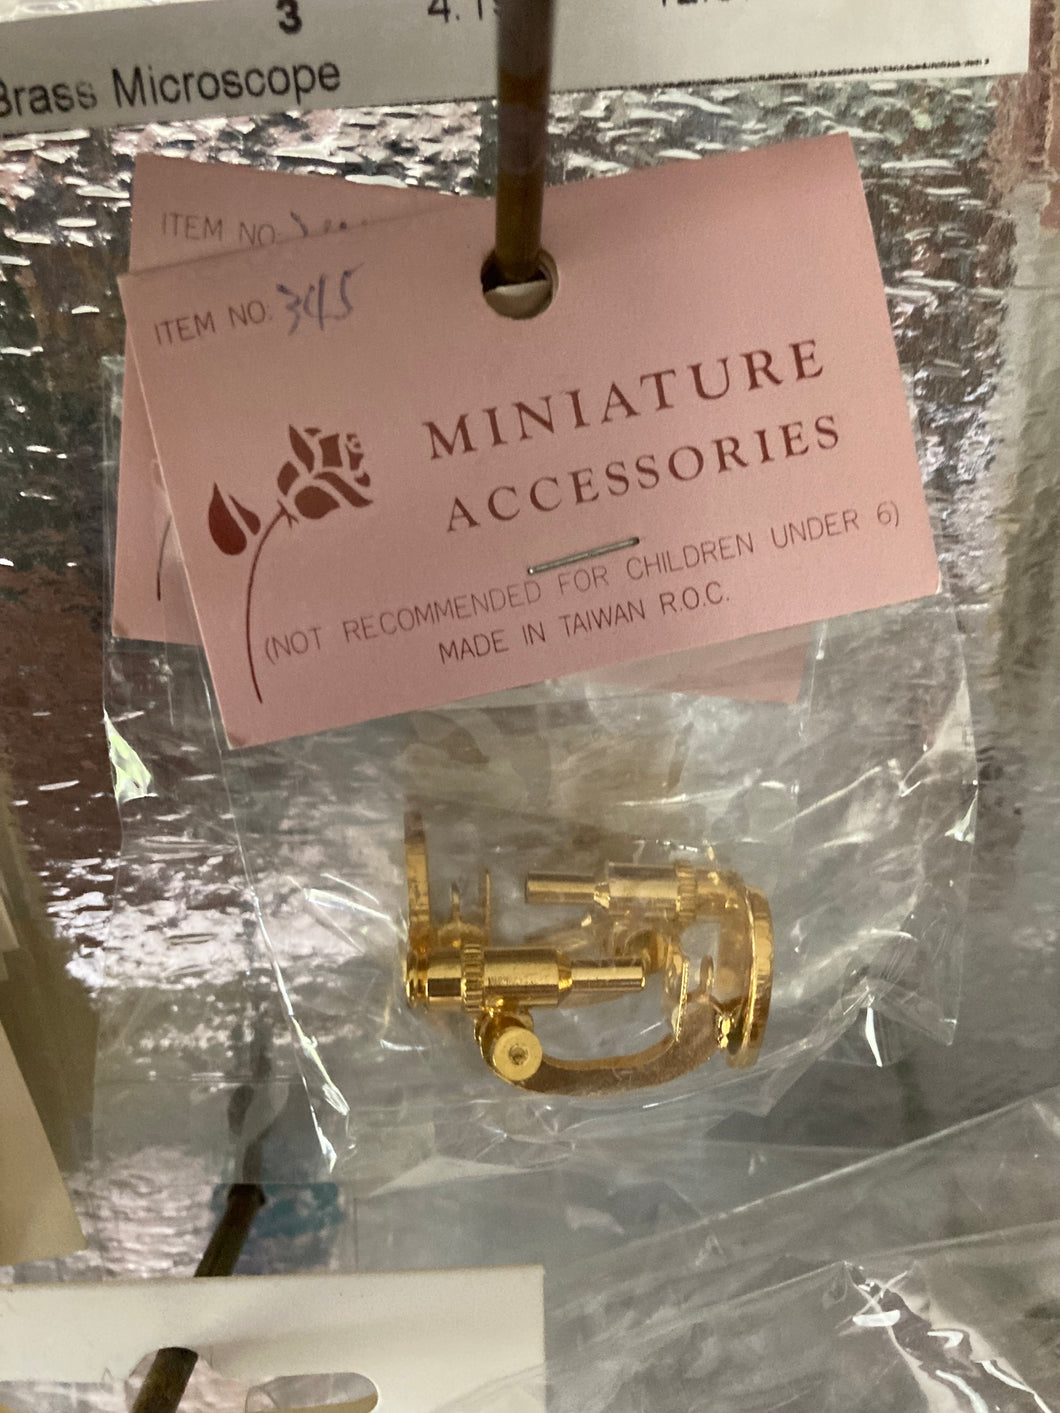 3
Brass Microscope
ITEM NO:
ITEM NO: 345
MINIATURE
ACCESSORIES
(NOT RECOMMENDED FOR CHILDREN UNDER 6)
MADE IN TAIWAN R.O.C.